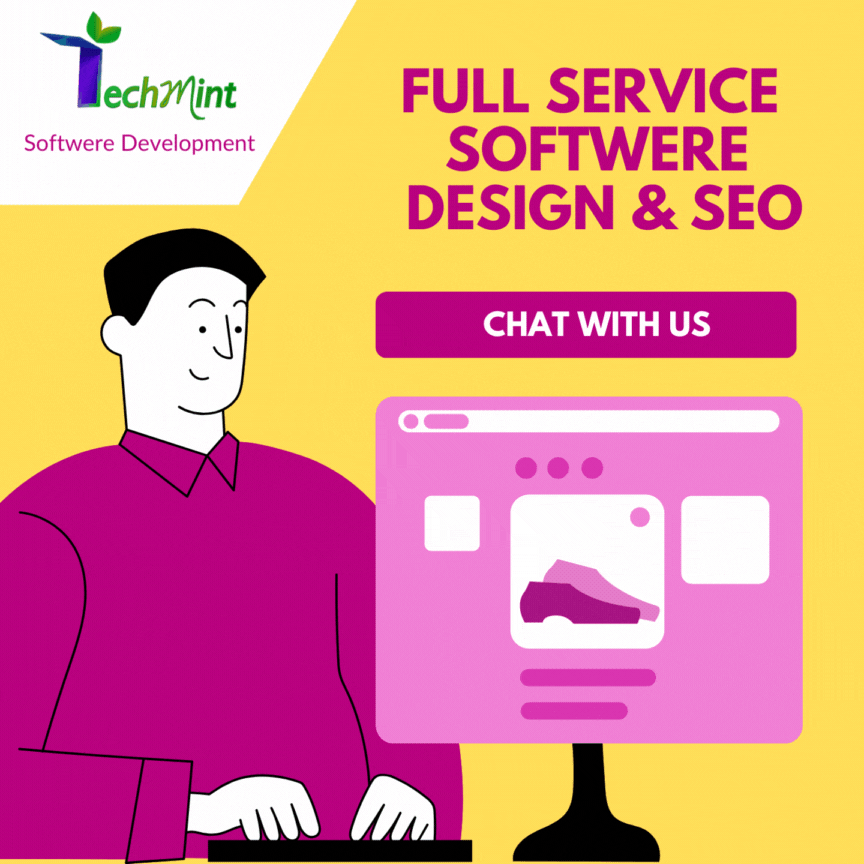 TechMint
Softwere Development
FULL SERVICE
SOFTWERE
DESIGN & SEO
CHAT WITH US